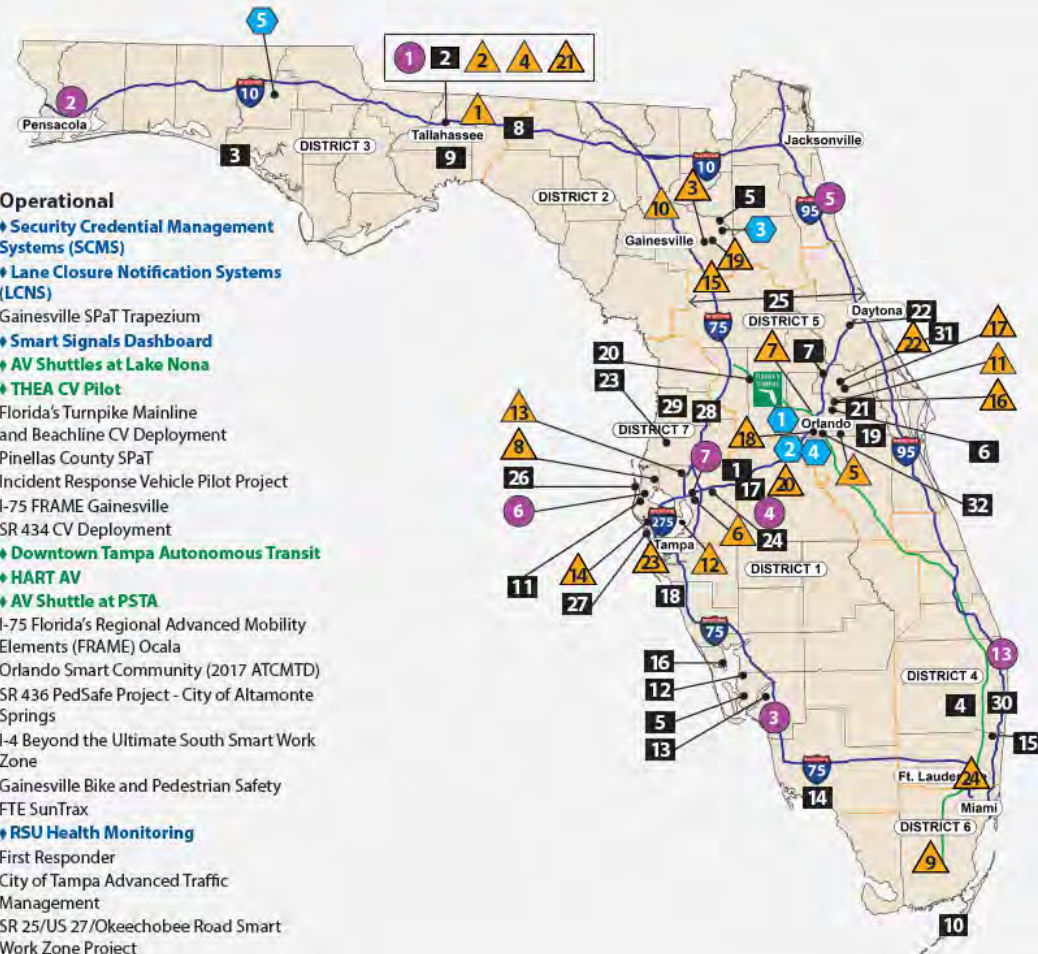 5
1 2 2 4 21
2
10
Pensacola
1
Tallahassee
8
3
DISTRICT 3
9
Jacksonville
10
3
DISTRICT 2
10
5
95
5
3
Gainesville
19
15
25
75
DISTRICT 5
Daytona
22
31
17
22
20
7
7
11
23
16
29
28
1
Orlando
21
13
DISTRICT 7
18
19
6
8
7
1
2
4
95
26
17
20
5
32
6
4
275
24
Tampa
6
11
14
23
12
DISTRICT 1
27
18
75
16
13
12
DISTRICT 4
5
4
30
3
13
15
75
24
14
Miami
DISTRICT 6
9
10
Operational
Security Credential Management
Systems (SCMS)
Lane Closure Notification Systems
(LCNS)
Gainesville SPaT Trapezium
Smart Signals Dashboard
AV Shuttles at Lake Nona
THEA CV Pilot
Florida's Turnpike Mainline
and Beachline CV Deployment
Pinellas County SPaT
Incident Response Vehicle Pilot Project
I-75 FRAME Gainesville
SR 434 CV Deployment
Downtown Tampa Autonomous Transit
HART AV
AV Shuttle at PSTA
I-75 Florida's Regional Advanced Mobility
Elements (FRAME) Ocala
Orlando Smart Community (2017 ATCMTD)
SR 436 PedSafe Project - City of Altamonte
Springs
I-4 Beyond the Ultimate South Smart Work
Zone
Gainesville Bike and Pedestrian Safety
FTE SunTrax
RSU Health Monitoring
First Responder
City of Tampa Advanced Traffic
Management
SR 25/US 27/Okeechobee Road Smart
Work Zone Project